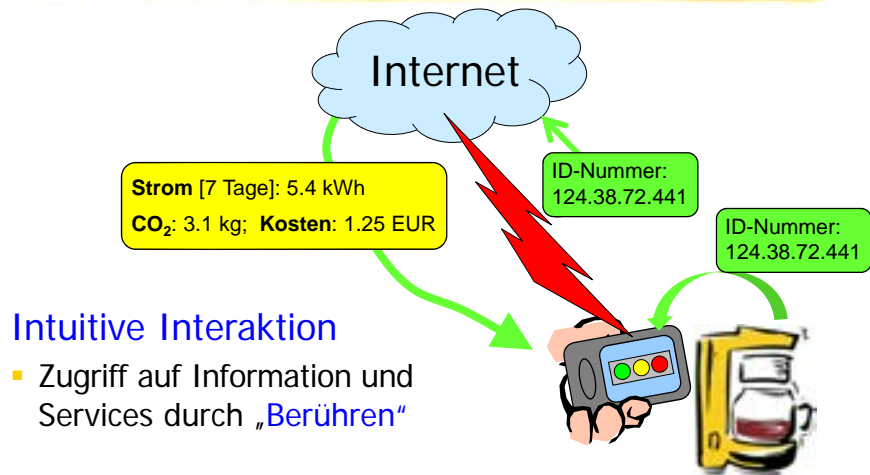 Internet
Strom [7 Tage]: 5.4 kWh
CO₂: 3.1 kg; Kosten: 1.25 EUR
ID-Nummer:
124.38.72.441
ID-Nummer:
124.38.72.441
Intuitive Interaktion
▪ Zugriff auf Information und
Services durch „Berühren“